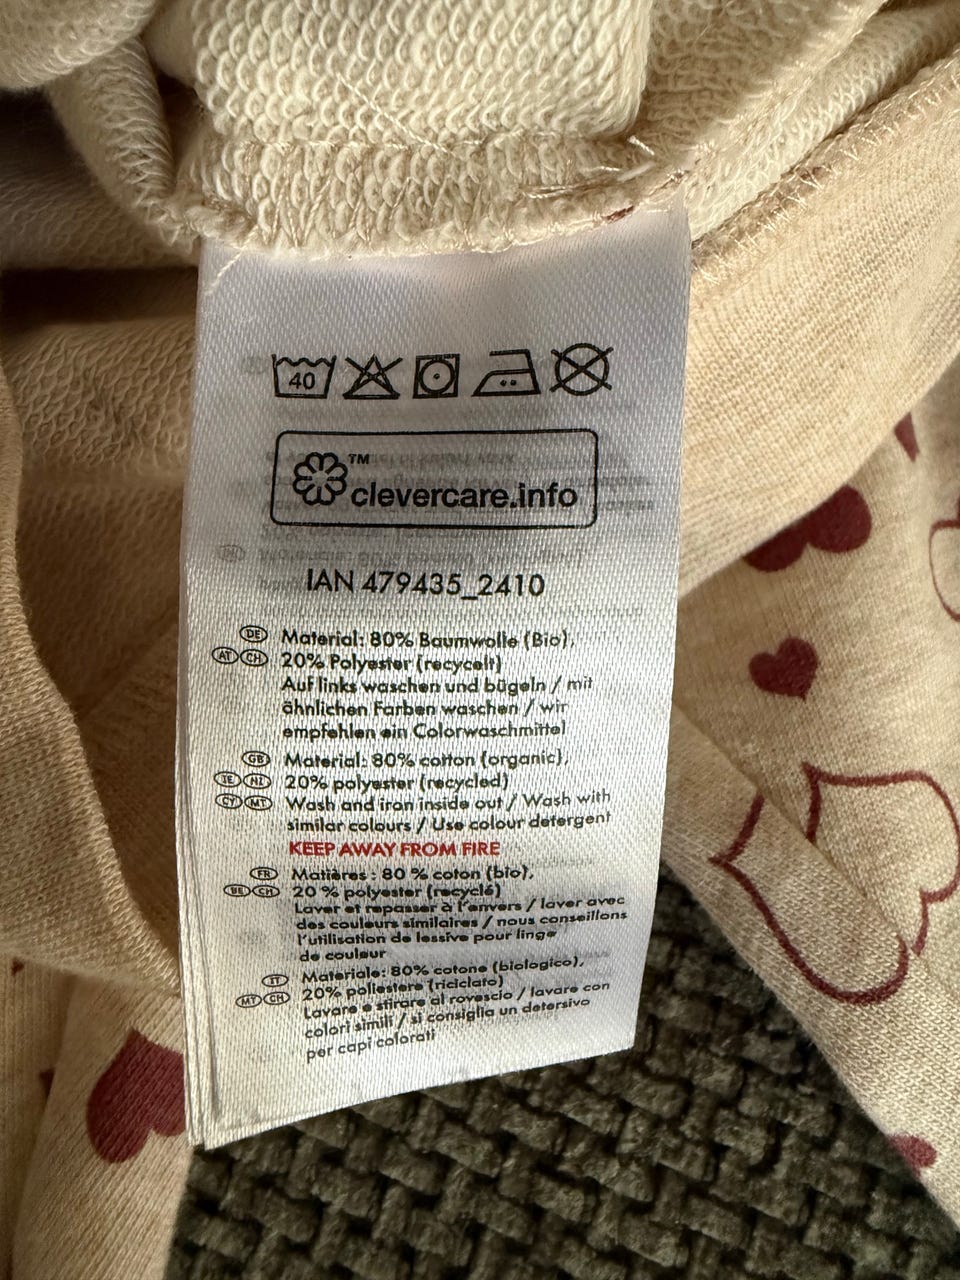 40
clevercare.info™
IAN 479435_2410
DE Material: 80% Baumwolle (Bio),
AT CH 20% Polyester (recycelt)
Auf links waschen und bügeln / mit
ähnlichen Farben waschen / wir
empfehlen ein Colorwaschmittel
GB Material: 80% cotton (organic),
IE NI 20% polyester (recycled)
CY MT Wash and iron inside out / Wash with
similar colours / Use colour detergent
KEEP AWAY FROM FIRE
FR Matières: 80 % coton (bio),
BE CH 20 % polyester (recyclé)
Laver et repasser à l'envers / laver avec
des couleurs similaires / nous conseillons
l'utilisation de lessive pour linge
de couleur
IT Materiale: 80% cotone (biologico),
MT CH 20% poliestere (riciclato)
Lavare e stirare al rovescio / lavare con
colori simili / si consiglia un detersivo
per capi colorati